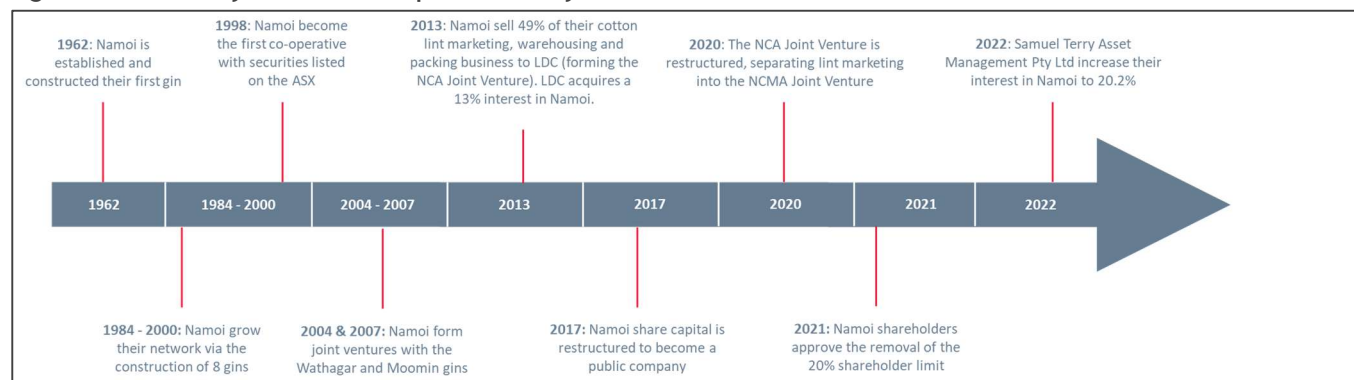 1962: Namoi is
established and
constructed their first gin
1998: Namoi become
the first co-operative
with securities listed
on the ASX
2013: Namoi sell 49% of their cotton
lint marketing, warehousing and
packing business to LDC (forming the
NCA Joint Venture). LDC acquires a
13% interest in Namoi.
2020: The NCA Joint Venture is
restructured, separating lint marketing
into the NCMA Joint Venture
2022: Samuel Terry Asset
Management Pty Ltd increase their
interest in Namoi to 20.2%
1962
1984 - 2000
2004 - 2007
2013
2017
2020
2021
2022
1984 - 2000: Namoi grow
their network via the
construction of 8 gins
2004 & 2007: Namoi form
joint ventures with the
Wathagar and Moomin gins
2017: Namoi share capital is
restructured to become a
public company
2021: Namoi shareholders
approve the removal of the
20% shareholder limit